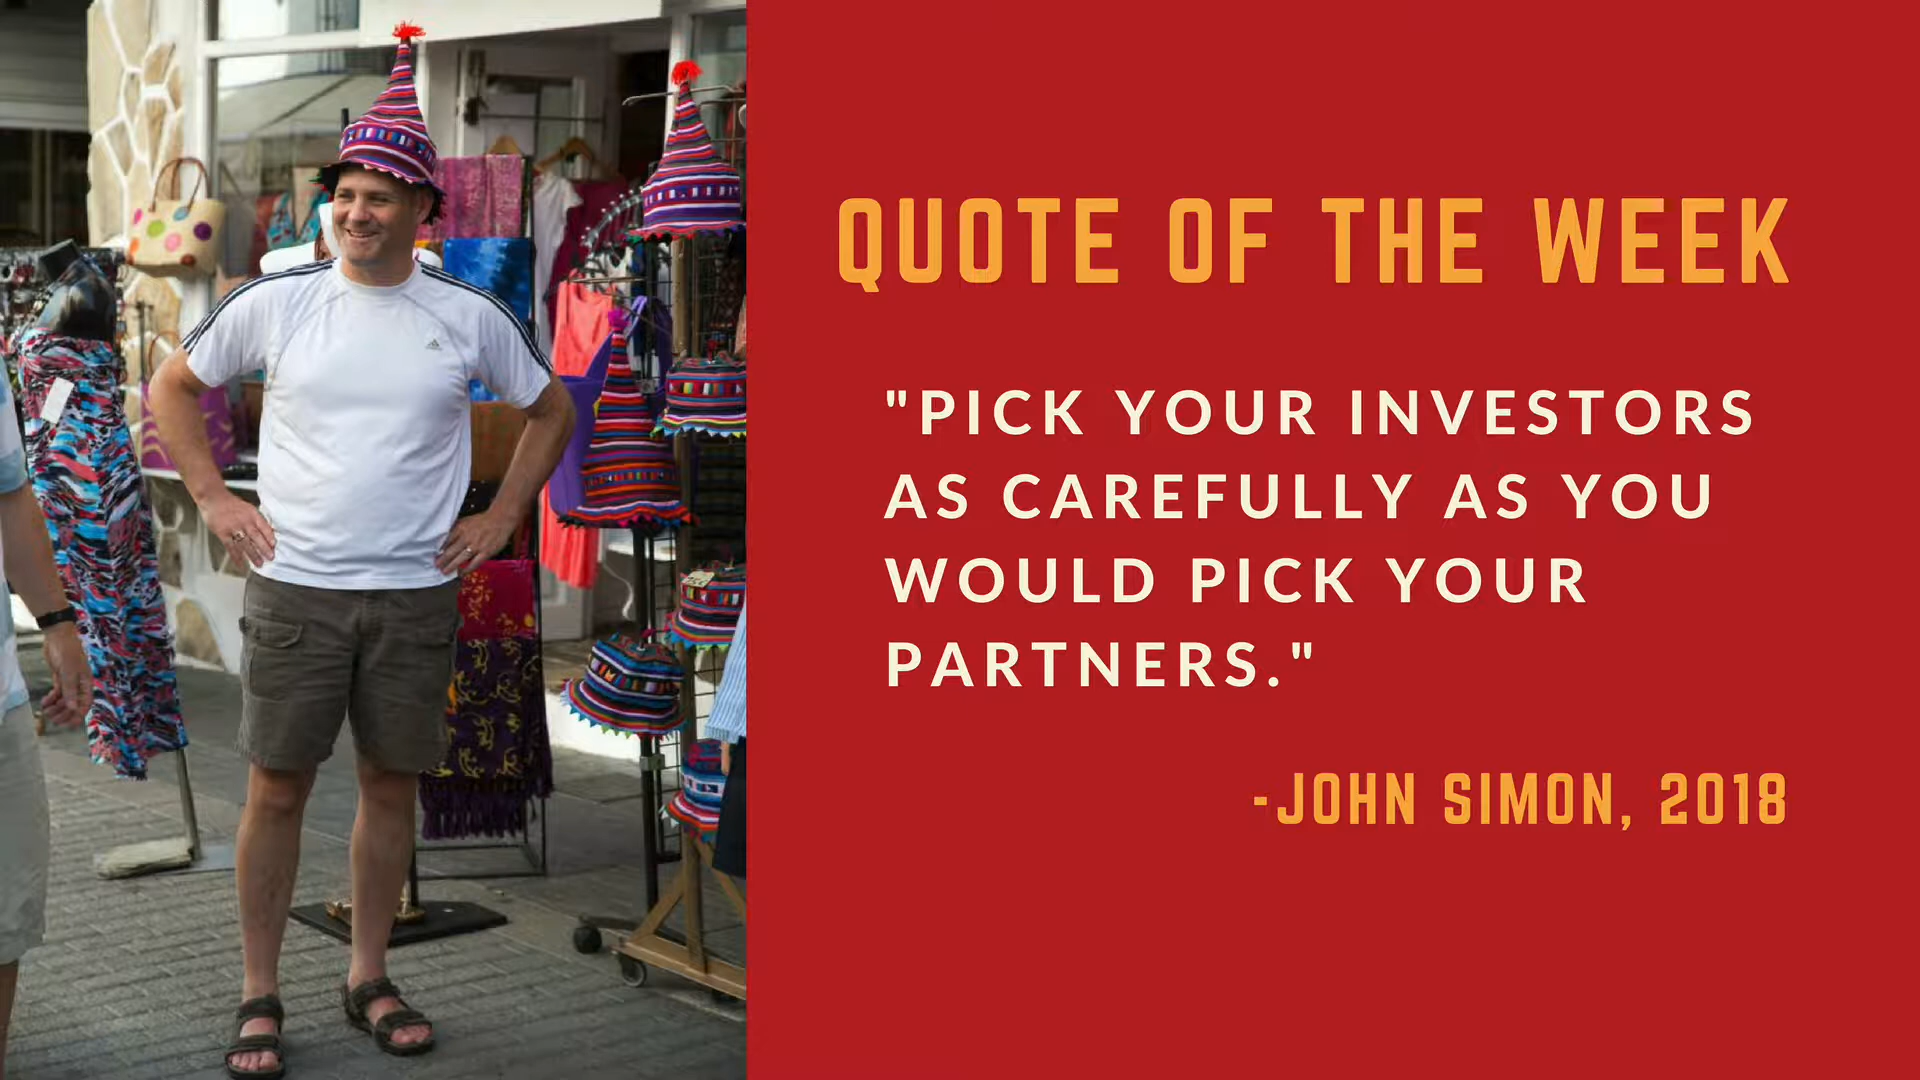 QUOTE OF THE WEEK
"PICK YOUR INVESTORS
AS CAREFULLY AS YOU
WOULD PICK YOUR
PARTNERS."
-JOHN SIMON, 2018